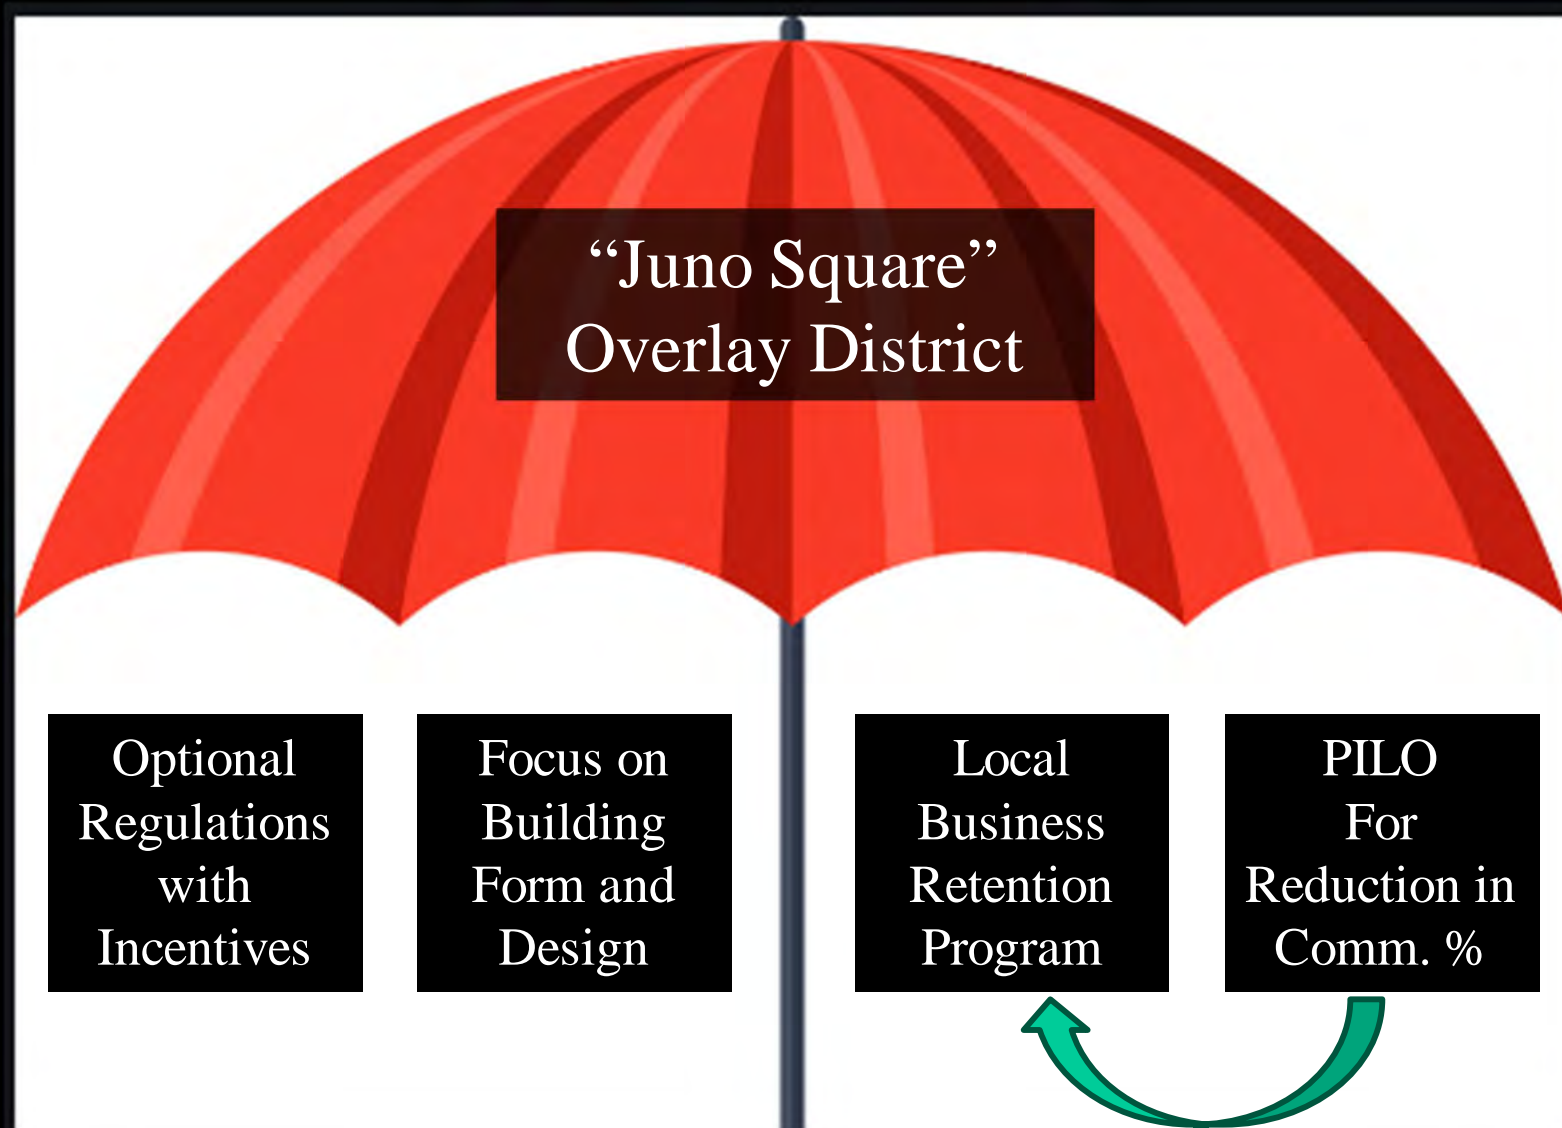 “Juno Square”
Overlay District
Optional
Regulations
with
Incentives
Focus on
Building
Form and
Design
Local
Business
Retention
Program
PILO
For
Reduction in
Comm. %